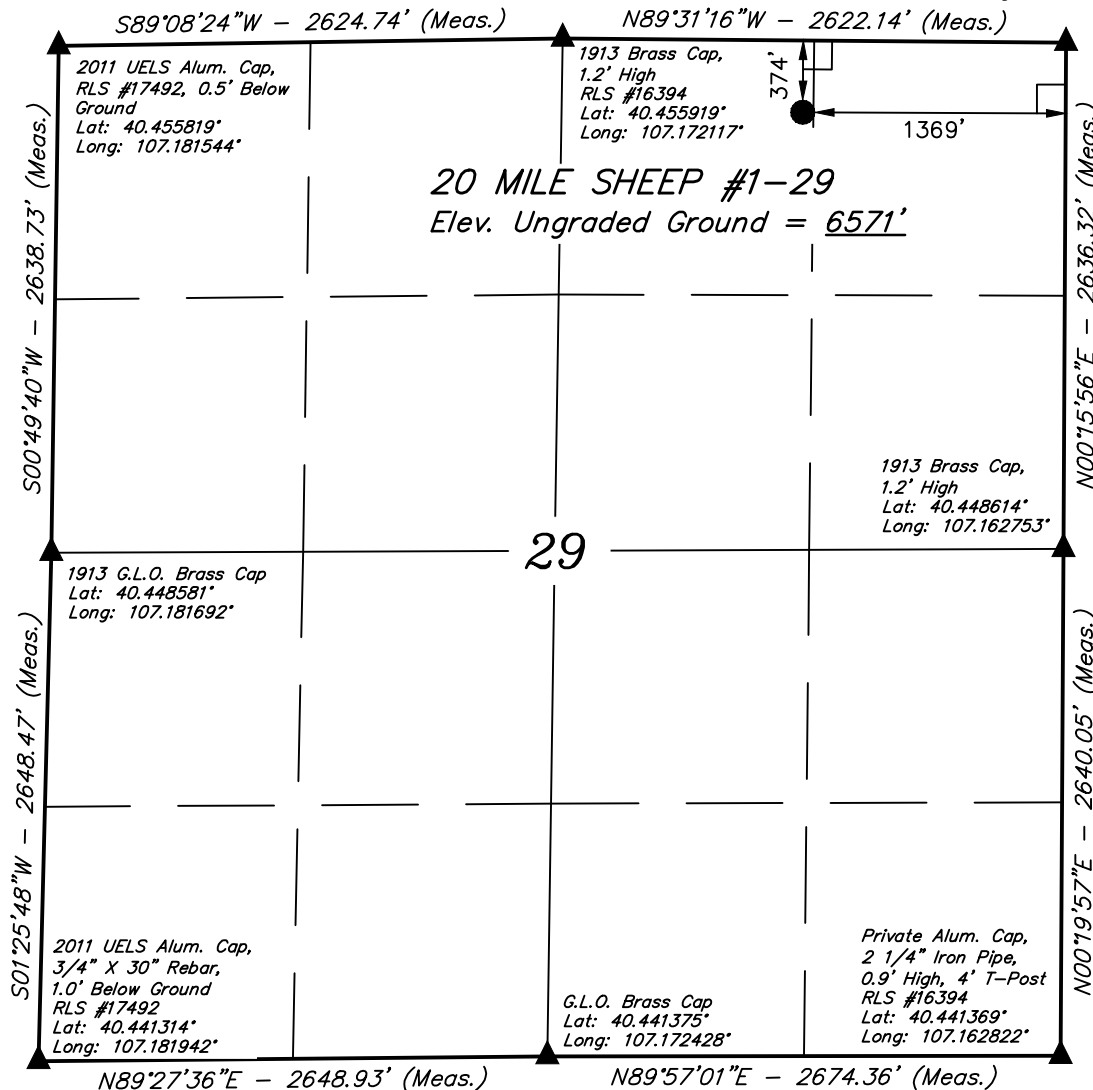 S89°08'24"W - 2624.74' (Meas.)
N89°31'16"W - 2622.14' (Meas.)
2011 UELS Alum. Cap,
RLS #17492, 0.5' Below
Ground
Lat: 40.455819°
Long: 107.181544°
1913 Brass Cap,
1.2' High
RLS #16394
Lat: 40.455919°
Long: 107.172117°
374'
1369'
20 MILE SHEEP #1-29
Elev. Ungraded Ground = 6571'
S00°49'40"W - 2638.73' (Meas.)
N00°15'56"E - 2636.32' (Meas.)
1913 Brass Cap,
1.2' High
Lat: 40.448614°
Long: 107.162753°
29
1913 G.L.O. Brass Cap
Lat: 40.448581°
Long: 107.181692°
S01°25'48"W - 2648.47' (Meas.)
N00°19'57"E - 2640.05' (Meas.)
2011 UELS Alum. Cap,
3/4" X 30" Rebar,
1.0' Below Ground
RLS #17492
Lat: 40.441314°
Long: 107.181942°
G.L.O. Brass Cap
Lat: 40.441375°
Long: 107.172428°
Private Alum. Cap,
2 1/4" Iron Pipe,
0.9' High, 4' T-Post
RLS #16394
Lat: 40.441369°
Long: 107.162822°
N89°27'36"E - 2648.93' (Meas.)
N89°57'01"E - 2674.36' (Meas.)